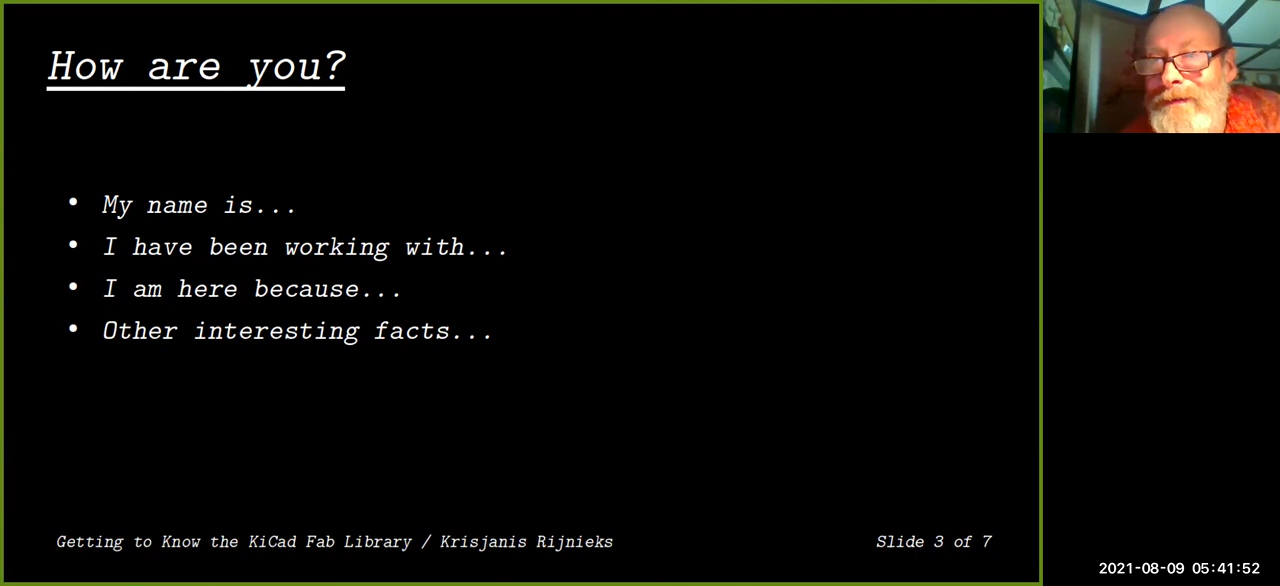 How are you?
• My name is...
• I have been working with...
• I am here because...
• Other interesting facts...
Getting to Know the KiCad Fab Library / Krisjanis Rijnieks
Slide 3 of 7
2021-08-09 05:41:52